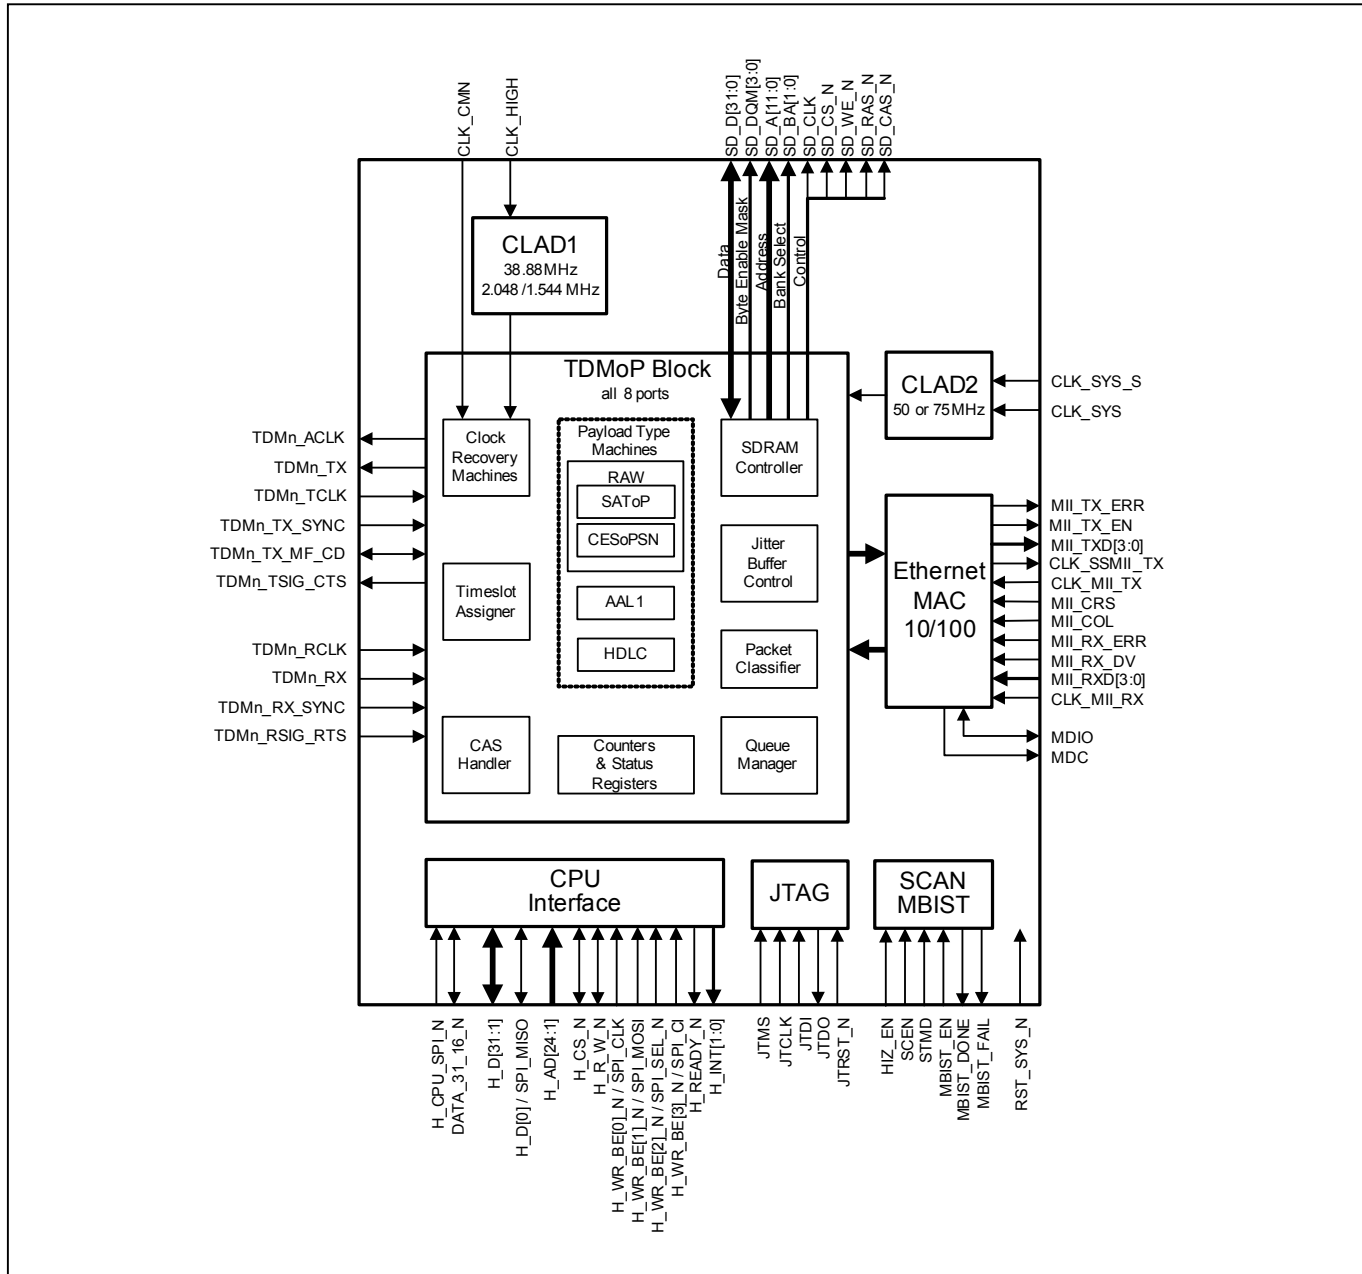 CLK_CMN
CLK_HIGH
SD_D[31:0]
SD_DQM[3:0]
SD_A[11:0]
SD_BA[1:0]
SD_CLK
SD_CS_N
SD_WE_N
SD_RAS_N
SD_CAS_N
CLAD1
38.88MHz
2.048 /1.544 MHz
Data
Byte Enable Mask
Address
Bank Select
Control
TDMoP Block
all 8 ports
CLAD2
50 or 75MHz
CLK_SYS_S
CLK_SYS
Clock
Recovery
Machines
Payload Type
Machines
RAW
SAToP
CESoPSN
AAL1
HDLC
SDRAM
Controller
Jitter
Buffer
Control
Timeslot
Assigner
Packet
Classifier
CAS
Handler
Counters
& Status
Registers
Queue
Manager
TDMn_ACLK
TDMn_TX
TDMn_TCLK
TDMn_TX_SYNC
TDMn_TX_MF_CD
TDMn_TSIG_CTS
TDMn_RCLK
TDMn_RX
TDMn_RX_SYNC
TDMn_RSIG_RTS
Ethernet
MAC
10/100
MII_TX_ERR
MII_TX_EN
MII_TXD[3:0]
CLK_SSMII_TX
CLK_MII_TX
MII_CRS
MII_COL
MII_RX_ERR
MII_RX_DV
MII_RXD[3:0]
CLK_MII_RX
MDIO
MDC
CPU
Interface
JTAG
SCAN
MBIST
H_CPU_SPI_N
DATA_31_16_N
H_D[31:1]
H_D[0] / SPI_MISO
H_AD[24:1]
H_CS_N
H_R_W_N
H_WR_BE[0]_N / SPI_CLK
H_WR_BE[1]_N / SPI_MOSI
H_WR_BE[2]_N / SPI_SEL_N
H_WR_BE[3]_N / SPI_CI
H_READY_N
H_INT[1:0]
JTMS
JTCLK
JTDI
JTDO
JTRST_N
HIZ_EN
SCEN
STMD
MBIST_EN
MBIST_DONE
MBIST_FAIL
RST_SYS_N